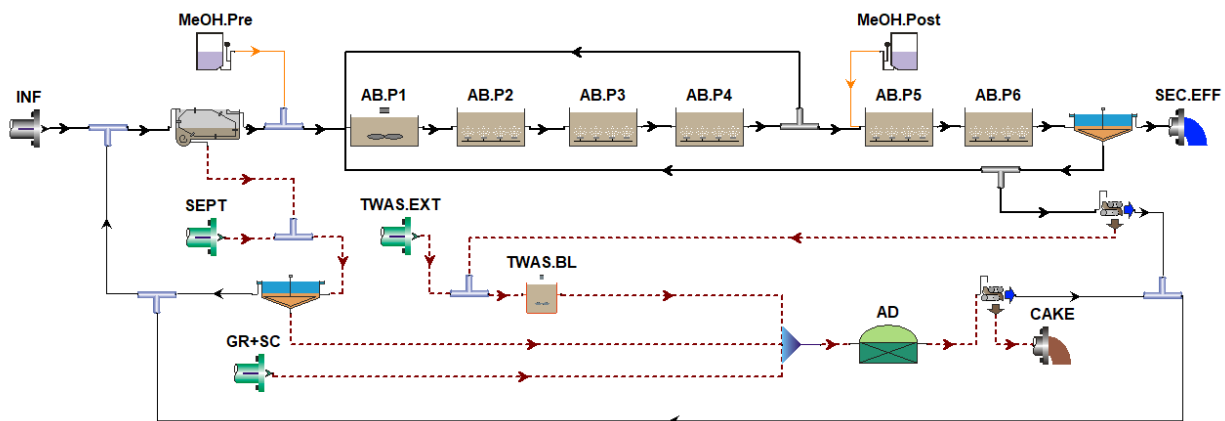 MeOH.Pre
MeOH.Post
INF
AB.P1
AB.P2
AB.P3
AB.P4
AB.P5
AB.P6
SEC.EFF
SEPT
TWAS.EXT
TWAS.BL
AD
CAKE
GR+SC